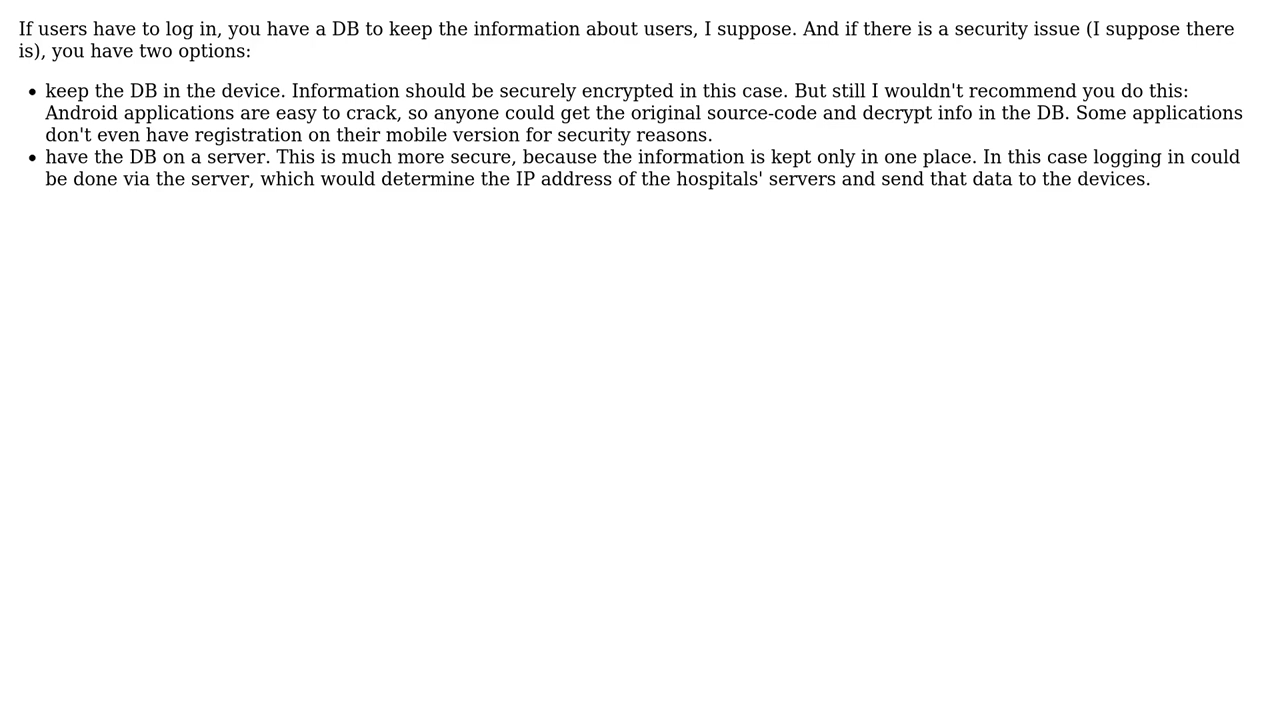 If users have to log in, you have a DB to keep the information about users, I suppose. And if there is a security issue (I suppose there
is), you have two options:
• keep the DB in the device. Information should be securely encrypted in this case. But still I wouldn't recommend you do this:
Android applications are easy to crack, so anyone could get the original source-code and decrypt info in the DB. Some applications
don't even have registration on their mobile version for security reasons.
• have the DB on a server. This is much more secure, because the information is kept only in one place. In this case logging in could
be done via the server, which would determine the IP address of the hospitals' servers and send that data to the devices.